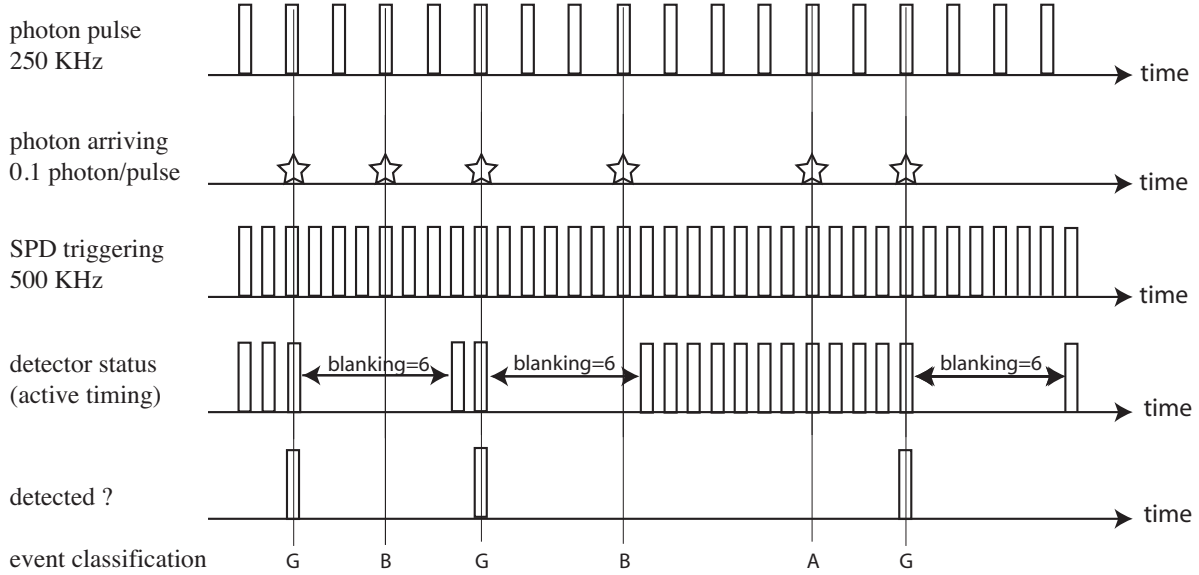 photon pulse
250 KHz
time
photon arriving
0.1 photon/pulse
time
SPD triggering
500 KHz
time
detector status
(active timing)
blanking=6
blanking=6
blanking=6
time
detected ?
time
event classification
G B G B A G